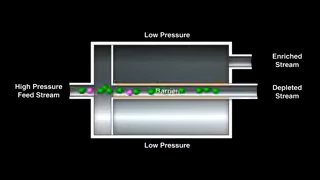 Low Pressure
Enriched
Stream
High Pressure
Feed Stream
Barrier
Depleted
Stream
Low Pressure